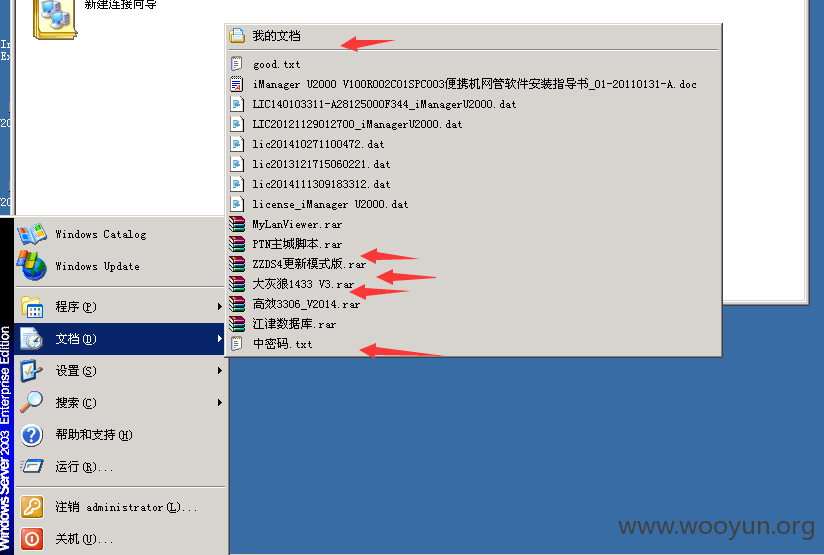 新建连接向导
我的文档
good.txt
iManager U2000 V100R002C01SPC003便携机网管软件安装指导书_01-20110131-A.doc
LIC140103311-A28125000F344_iManagerU2000.dat
LIC20121129012700_iManagerU2000.dat
lic201410271100472.dat
lic2013121715060221.dat
lic2014111309183312.dat
license_iManager U2000.dat
MyLanViewer.rar
PTN主城脚本.rar
ZZDS4更新模式版.rar
大灰狼1433 V3.rar
高效3306_V2014.rar
江津数据库.rar
中密码.txt
Windows Catalog
Windows Update
程序(P)
文档(D)
设置(S)
搜索(C)
帮助和支持(H)
运行(R)...
注销 administrator(L)...
关机(U)...
Windows Server 2003 Enterprise Edition
www.wooyun.org